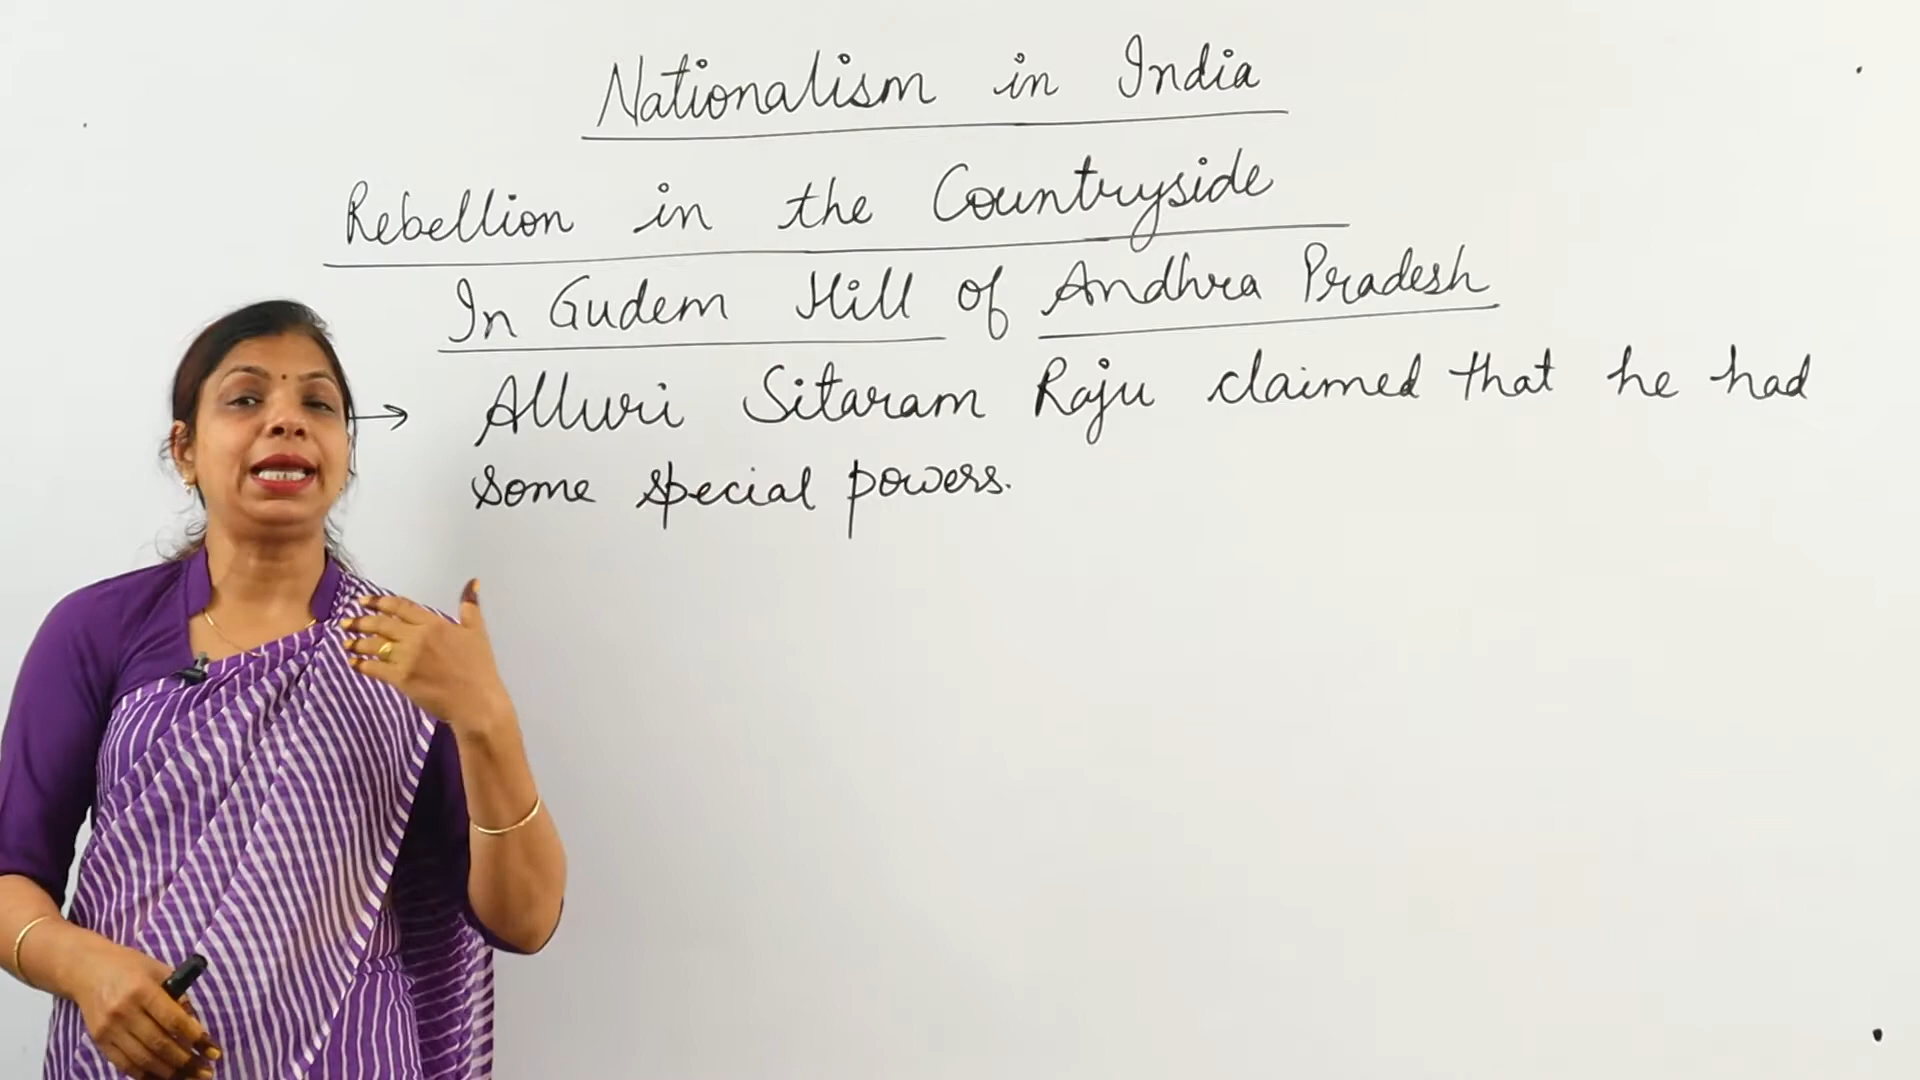 Nationalism in India
Rebellion in the Countryside
In Gudem Hill of Andhra Pradesh
→ Alluri Sitaram Raju claimed that he had
some special powers.